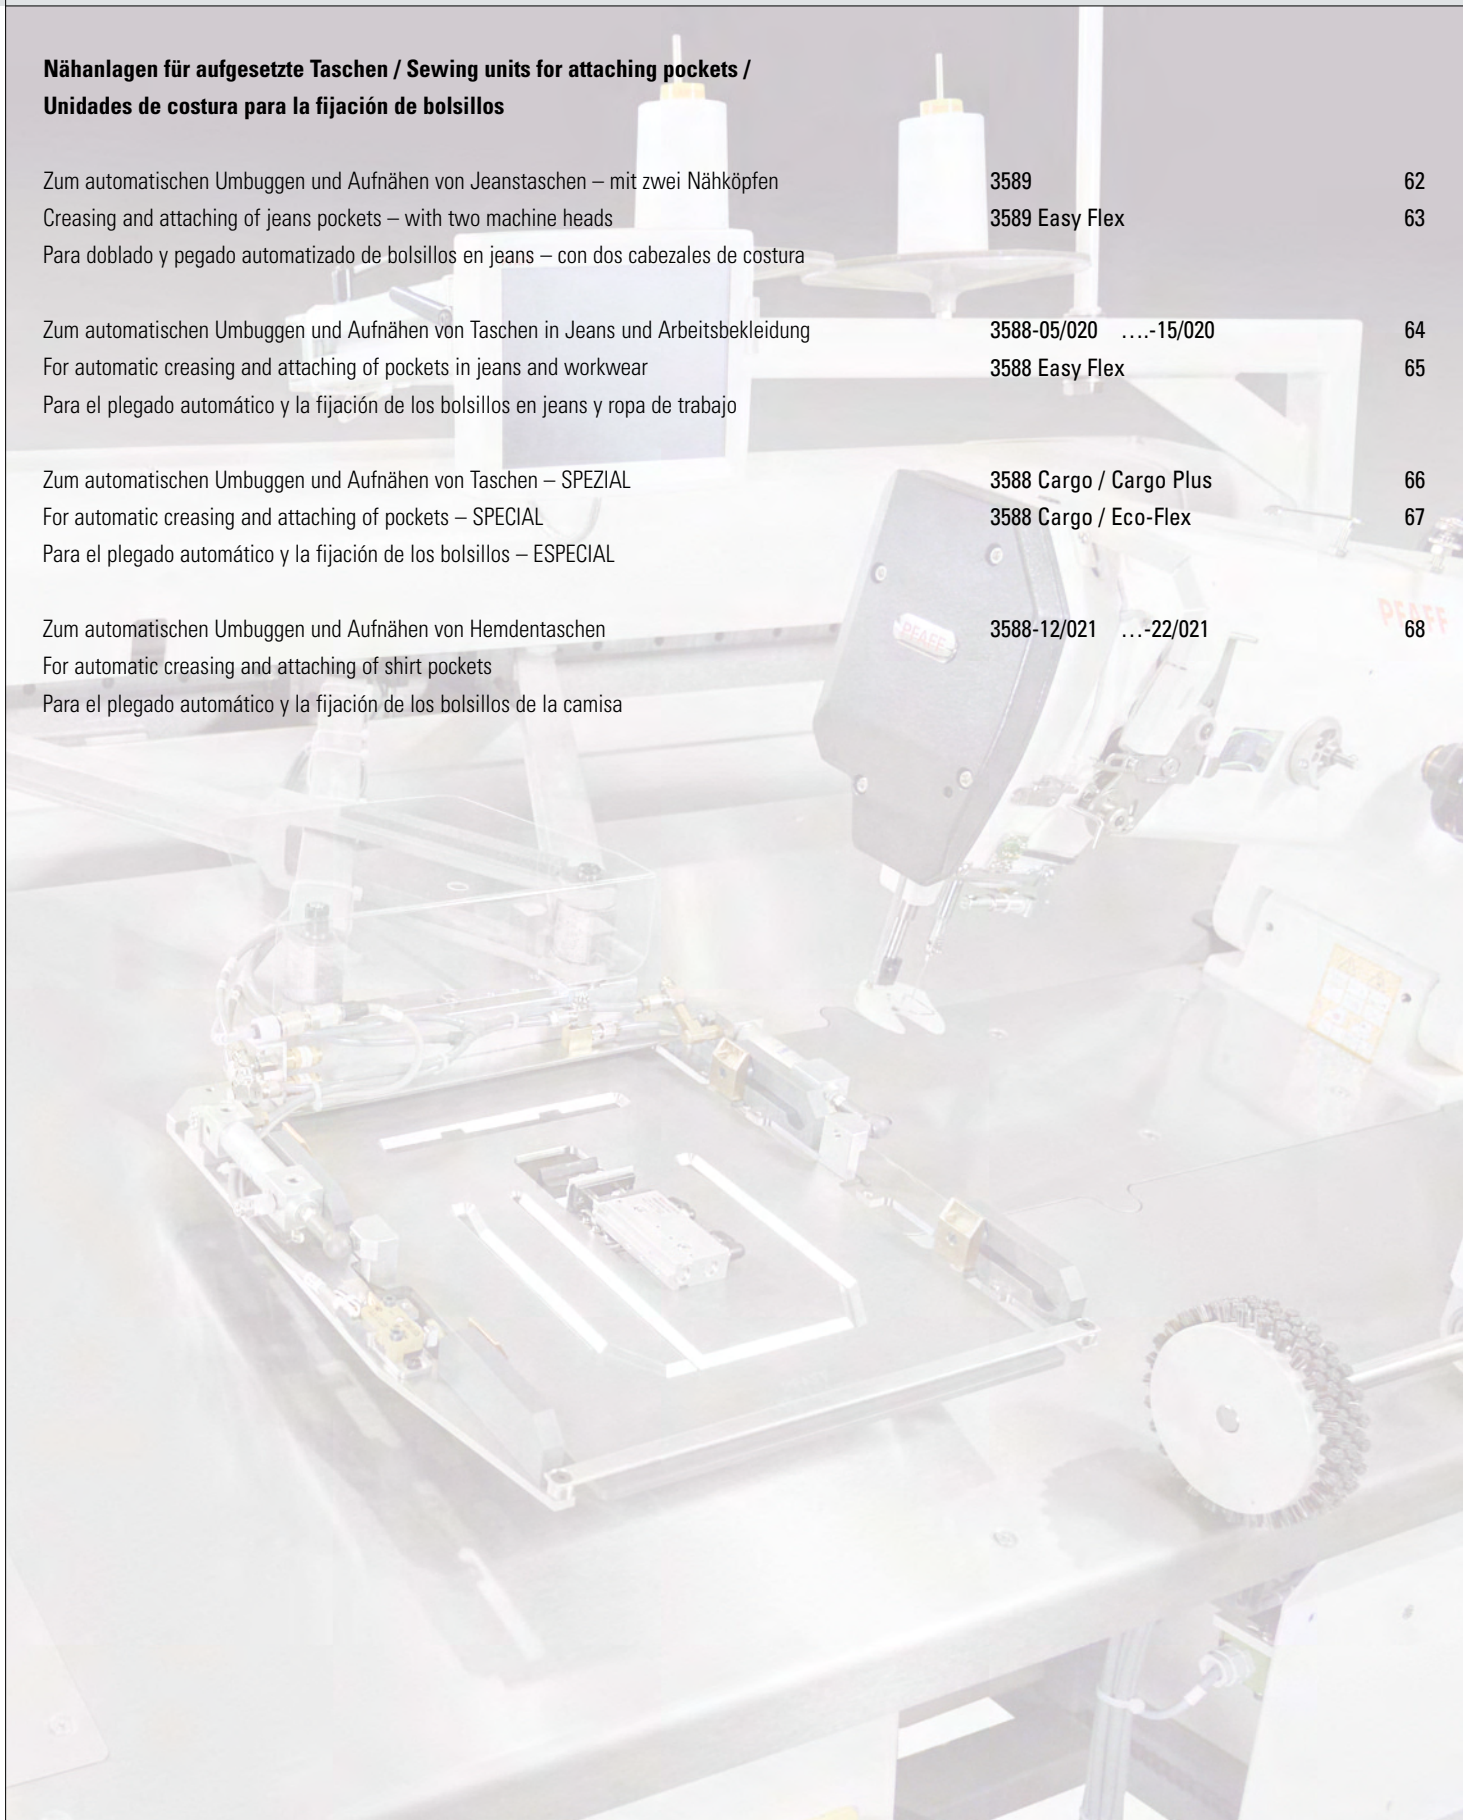 Nähanlagen für aufgesetzte Taschen / Sewing units for attaching pockets /
Unidades de costura para la fijación de bolsillos
Zum automatischen Umbuggen und Aufnähen von Jeanstaschen – mit zwei Nähköpfen 3589 62
Creasing and attaching of jeans pockets – with two machine heads 3589 Easy Flex 63
Para doblado y pegado automatizado de bolsillos en jeans – con dos cabezales de costura
Zum automatischen Umbuggen und Aufnähen von Taschen in Jeans und Arbeitsbekleidung 3588-05/020 ….-15/020 64
For automatic creasing and attaching of pockets in jeans and workwear 3588 Easy Flex 65
Para el plegado automático y la fijación de los bolsillos en jeans y ropa de trabajo
Zum automatischen Umbuggen und Aufnähen von Taschen – SPEZIAL 3588 Cargo / Cargo Plus 66
For automatic creasing and attaching of pockets – SPECIAL 3588 Cargo / Eco-Flex 67
Para el plegado automático y la fijación de los bolsillos – ESPECIAL
Zum automatischen Umbuggen und Aufnähen von Hemdentaschen 3588-12/021 …-22/021 68
For automatic creasing and attaching of shirt pockets
Para el plegado automático y la fijación de los bolsillos de la camisa
PFAFF
PFAFF